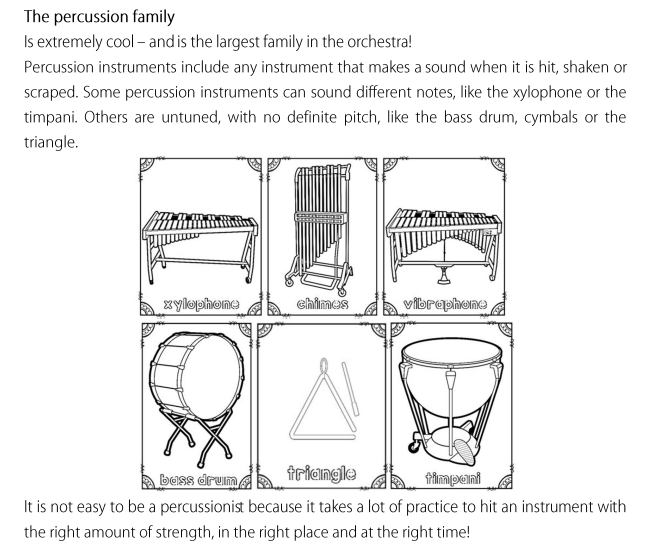 The percussion family
Is extremely cool – and is the largest family in the orchestra!
Percussion instruments include any instrument that makes a sound when it is hit, shaken or
scraped. Some percussion instruments can sound different notes, like the xylophone or the
timpani. Others are untuned, with no definite pitch, like the bass drum, cymbals or the
triangle.
xylophone
chimes
vibraphone
bass drum
triangle
timpani
It is not easy to be a percussionist because it takes a lot of practice to hit an instrument with
the right amount of strength, in the right place and at the right time!